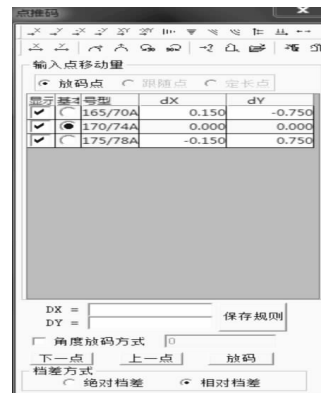 点推码
输入点移动量
放码点 跟随点 定长点
显示 基本 号型 dX dY
165/70A 0.150 -0.750
170/74A 0.000 0.000
175/78A -0.150 0.750
DX =
DY =
保存规则
角度放码方式 0
下一点 上一点 放码
档差方式
绝对档差 相对档差